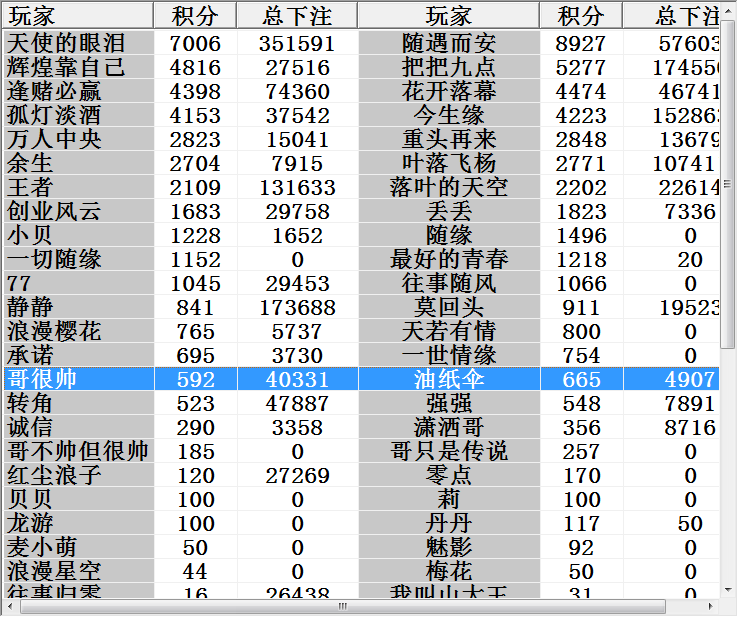 玩家 积分 总下注 玩家 积分 总下注
天使的眼泪 7006 351591 随遇而安 8927 57603
辉煌靠自己 4816 27516 把把九点 5277
逢赌必赢 4398 74360 花开落幕 4474 46741
孤灯淡酒 4153 37542 今生缘 4223
万人中央 2823 15041 重头再来 2848 13679
余生 2704 7915 叶落飞杨 2771 10741
王者 2109 131633 落叶的天空 2202 22614
创业风云 1683 29758 丢丢 1823 7336
小贝 1228 1652 随缘 1496 0
一切随缘 1152 0 最好的青春 1218 20
77 1045 29453 往事随风 1066 0
静静 841 173688 莫回头 911 19523
浪漫樱花 765 5737 天若有情 800 0
承诺 695 3730 一世情缘 754 0
哥很帅 592 40331 油纸伞 665 4907
转角 523 47887 强强 548 7891
诚信 290 3358 潇洒哥 356 8716
哥不帅但很帅 185 0 哥只是传说 257 0
红尘浪子 120 27269 零点 170 0
贝贝 100 0 莉 100 0
龙游 100 0 丹丹 117 50
麦小萌 50 0 魅影 92 0
浪漫星空 44 0 梅花 50 0
往事归零 16 26438 我叫山大王 31 0